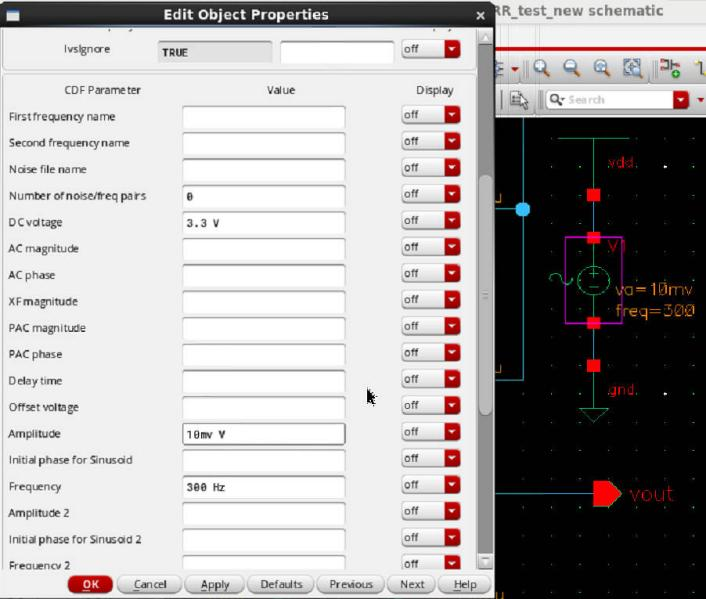 Edit Object Properties
RR_test_new schematic
lvsIgnore TRUE off
Search
CDF Parameter Value Display
First frequency name off
Second frequency name off
Noise file name off
Number of noise/freq pairs 0 off
DC voltage 3.3 V off
AC magnitude off
AC phase off
XF magnitude off
PAC magnitude off
PAC phase off
Delay time off
Offset voltage off
Amplitude 10mv V off
Initial phase for Sinusoid off
Frequency 300 Hz off
Amplitude 2 off
Initial phase for Sinusoid 2 off
Frequency 2 off
OK Cancel Apply Defaults Previous Next Help
vdd
V1
va=10mv
freq=300
gnd
vout